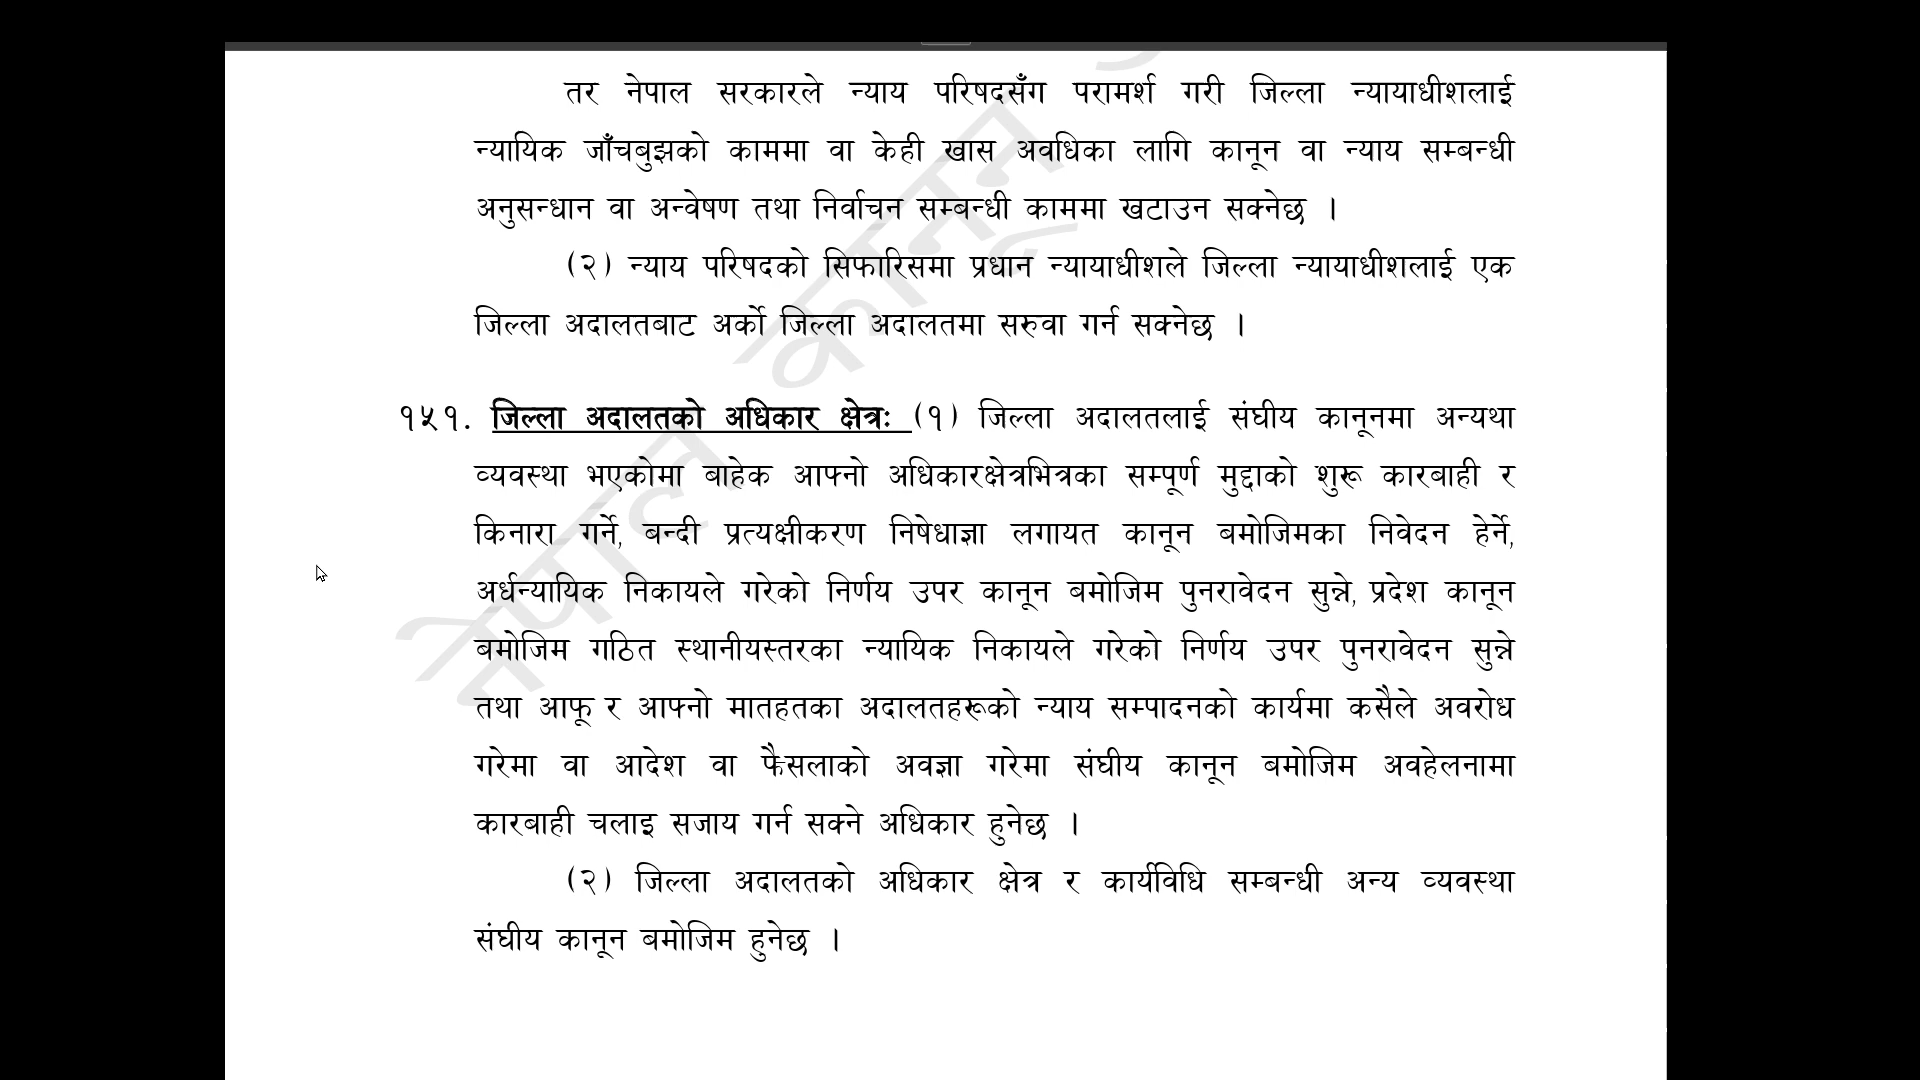 तर नेपाल सरकारले न्याय परिषदसँग परामर्श गरी जिल्ला न्यायाधीशलाई
न्यायिक जाँचबुझको काममा वा केही खास अवधिका लागि कानून वा न्याय सम्बन्धी
अनुसन्धान वा अन्वेषण तथा निर्वाचन सम्बन्धी काममा खटाउन सक्नेछ ।
(२) न्याय परिषदको सिफारिसमा प्रधान न्यायाधीशले जिल्ला न्यायाधीशलाई एक
जिल्ला अदालतबाट अर्को जिल्ला अदालतमा सरुवा गर्न सक्नेछ ।
१५१. जिल्ला अदालतको अधिकार क्षेत्रः (१) जिल्ला अदालतलाई संघीय कानूनमा अन्यथा
व्यवस्था भएकोमा बाहेक आफ्नो अधिकारक्षेत्रभित्रका सम्पूर्ण मुद्दाको शुरू कारबाही र
किनारा गर्ने, बन्दी प्रत्यक्षीकरण निषेधाज्ञा लगायत कानून बमोजिमका निवेदन हेर्ने,
अर्धन्यायिक निकायले गरेको निर्णय उपर कानून बमोजिम पुनरावेदन सुन्ने, प्रदेश कानून
बमोजिम गठित स्थानीयस्तरका न्यायिक निकायले गरेको निर्णय उपर पुनरावेदन सुन्ने
तथा आफू र आफ्नो मातहतका अदालतहरूको न्याय सम्पादनको कार्यमा कसैले अवरोध
गरेमा वा आदेश वा फैसलाको अवज्ञा गरेमा संघीय कानून बमोजिम अवहेलनामा
कारबाही चलाइ सजाय गर्न सक्ने अधिकार हुनेछ ।
(२) जिल्ला अदालतको अधिकार क्षेत्र र कार्यविधि सम्बन्धी अन्य व्यवस्था
संघीय कानून बमोजिम हुनेछ ।
नेपाल कानून